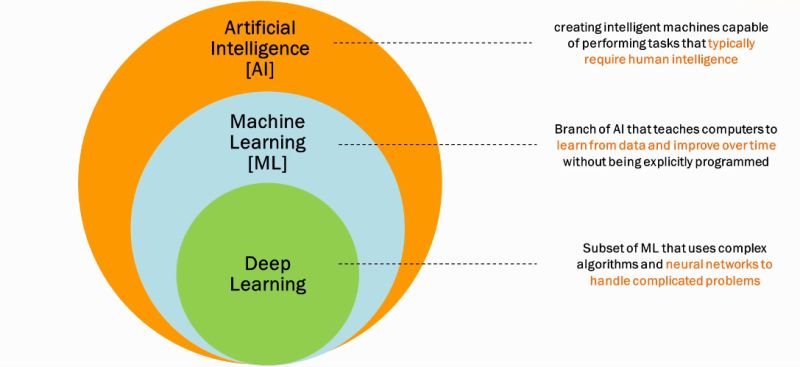 Artificial
Intelligence
[AI]
creating intelligent machines capable
of performing tasks that typically
require human intelligence
Machine
Learning
[ML]
Branch of AI that teaches computers to
learn from data and improve over time
without being explicitly programmed
Deep
Learning
Subset of ML that uses complex
algorithms and neural networks to
handle complicated problems